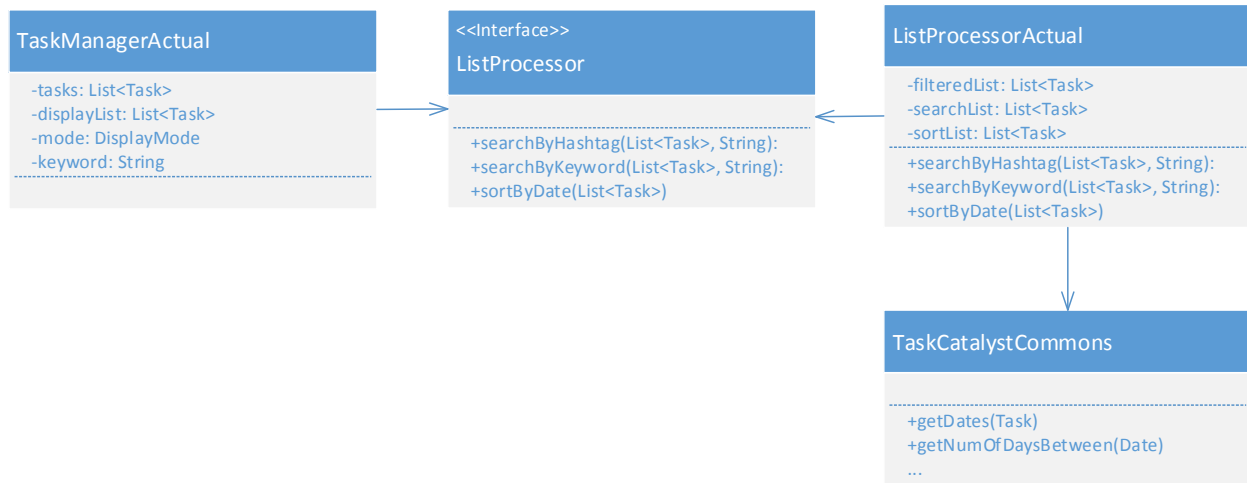 TaskManagerActual
-tasks: List<Task>
-displayList: List<Task>
-mode: DisplayMode
-keyword: String
<<Interface>>
ListProcessor
+searchByHashtag(List<Task>, String):
+searchByKeyword(List<Task>, String):
+sortByDate(List<Task>)
ListProcessorActual
-filteredList: List<Task>
-searchList: List<Task>
-sortList: List<Task>
+searchByHashtag(List<Task>, String):
+searchByKeyword(List<Task>, String):
+sortByDate(List<Task>)
TaskCatalystCommons
+getDates(Task)
+getNumOfDaysBetween(Date)
...